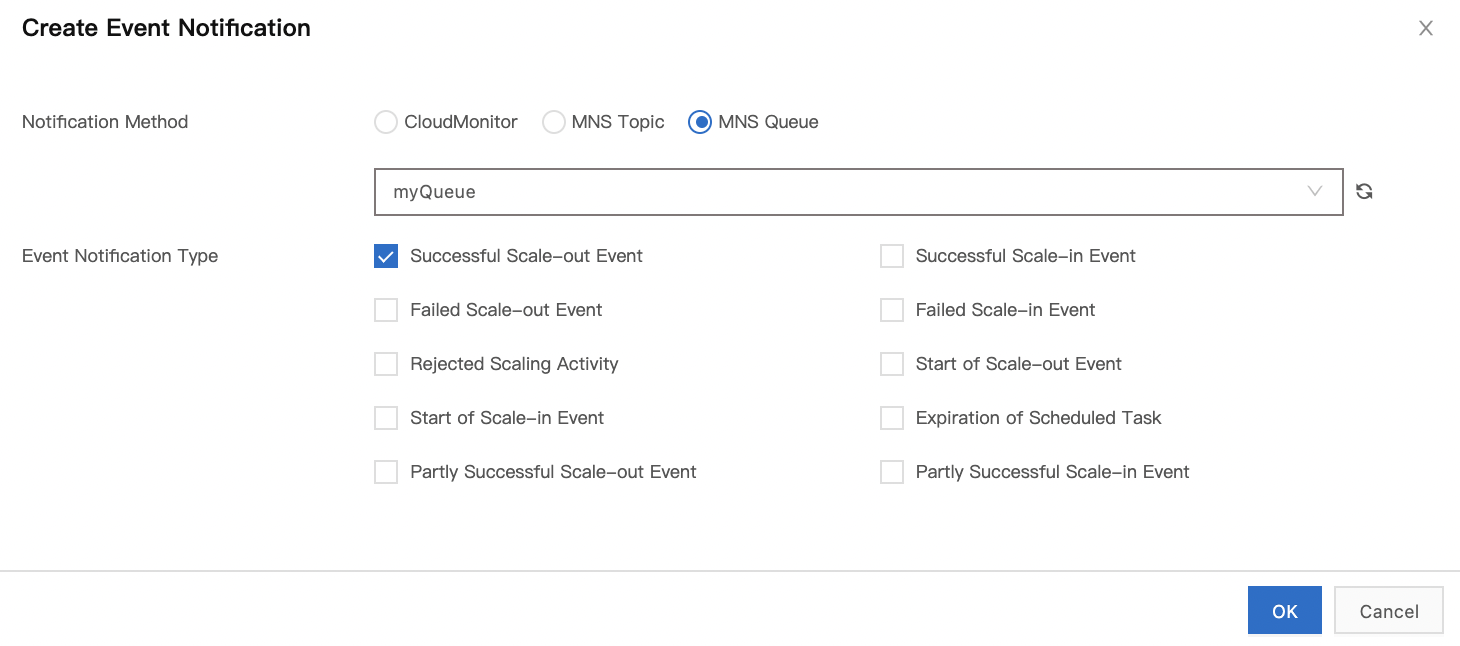 Create Event Notification
Notification Method
CloudMonitor
MNS Topic
MNS Queue
myQueue
Event Notification Type
Successful Scale-out Event
Successful Scale-in Event
Failed Scale-out Event
Failed Scale-in Event
Rejected Scaling Activity
Start of Scale-out Event
Start of Scale-in Event
Expiration of Scheduled Task
Partly Successful Scale-out Event
Partly Successful Scale-in Event
OK
Cancel